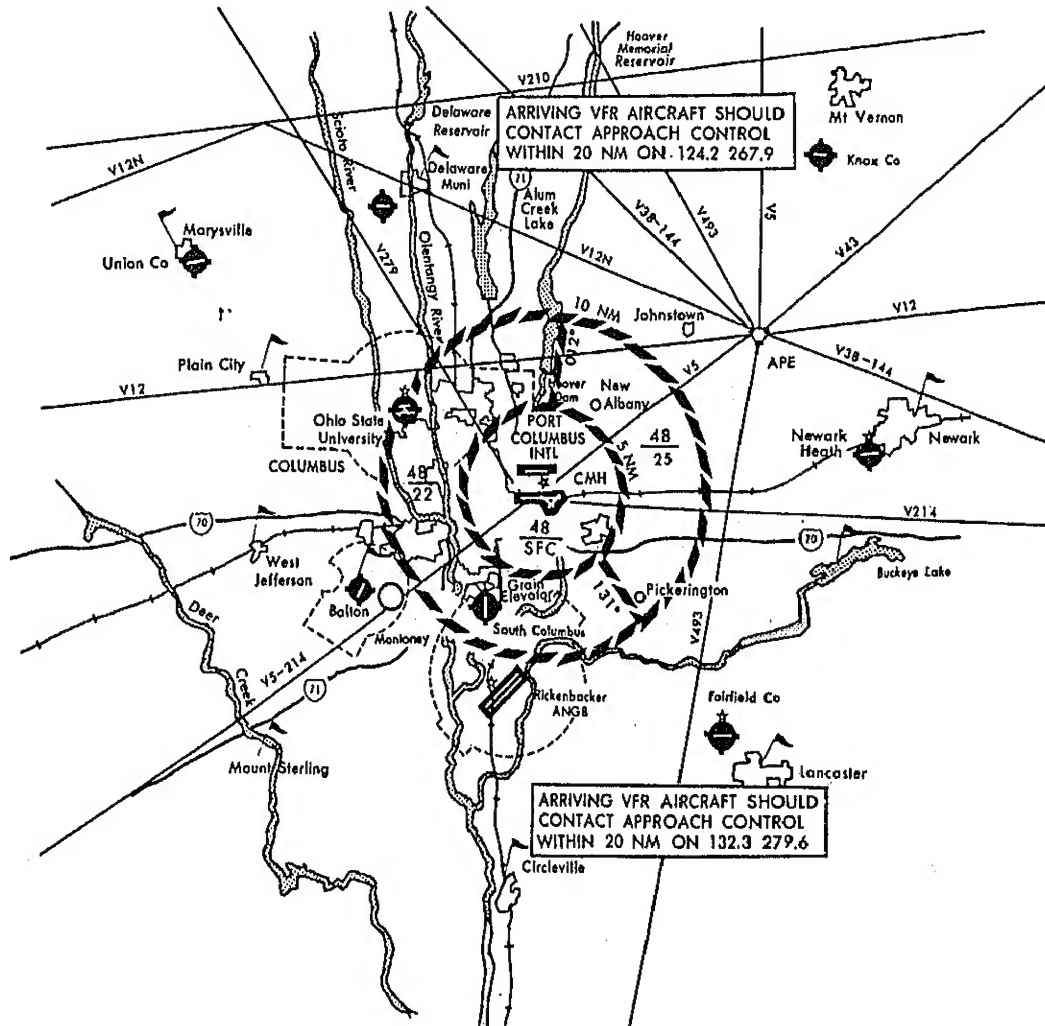 Hoover
Memorial
Reservoir
V210
ARRIVING VFR AIRCRAFT SHOULD
CONTACT APPROACH CONTROL
WITHIN 20 NM ON 124.2 267.9
Mt Vernon
Knox Co
Delaware
Reservoir
Scioto River
V12N
71
Delaware
Muni
Alum
Creek
Lake
V38-144
V493
V5
V43
Marysville
Union Co
V279
Olentangy River
V12N
10 NM
Johnstown
V12
APE
V38-144
Plain City
V12
012°
V5
Hoover
Dam
New
Albany
Ohio State
University
PORT
COLUMBUS
INTL
Newark
Heath
Newark
COLUMBUS
48
22
5 NM
48
25
CMH
V214
70
48
SFC
70
West
Jefferson
Buckeye Lake
Bolton
Grain
Elevator
131°
Pickerington
Deer
Creek
South Columbus
V493
V5-214
71
Rickenbacker
ANGB
Fairfield Co
Mount Sterling
Lancaster
ARRIVING VFR AIRCRAFT SHOULD
CONTACT APPROACH CONTROL
WITHIN 20 NM ON 132.3 279.6
Circleville